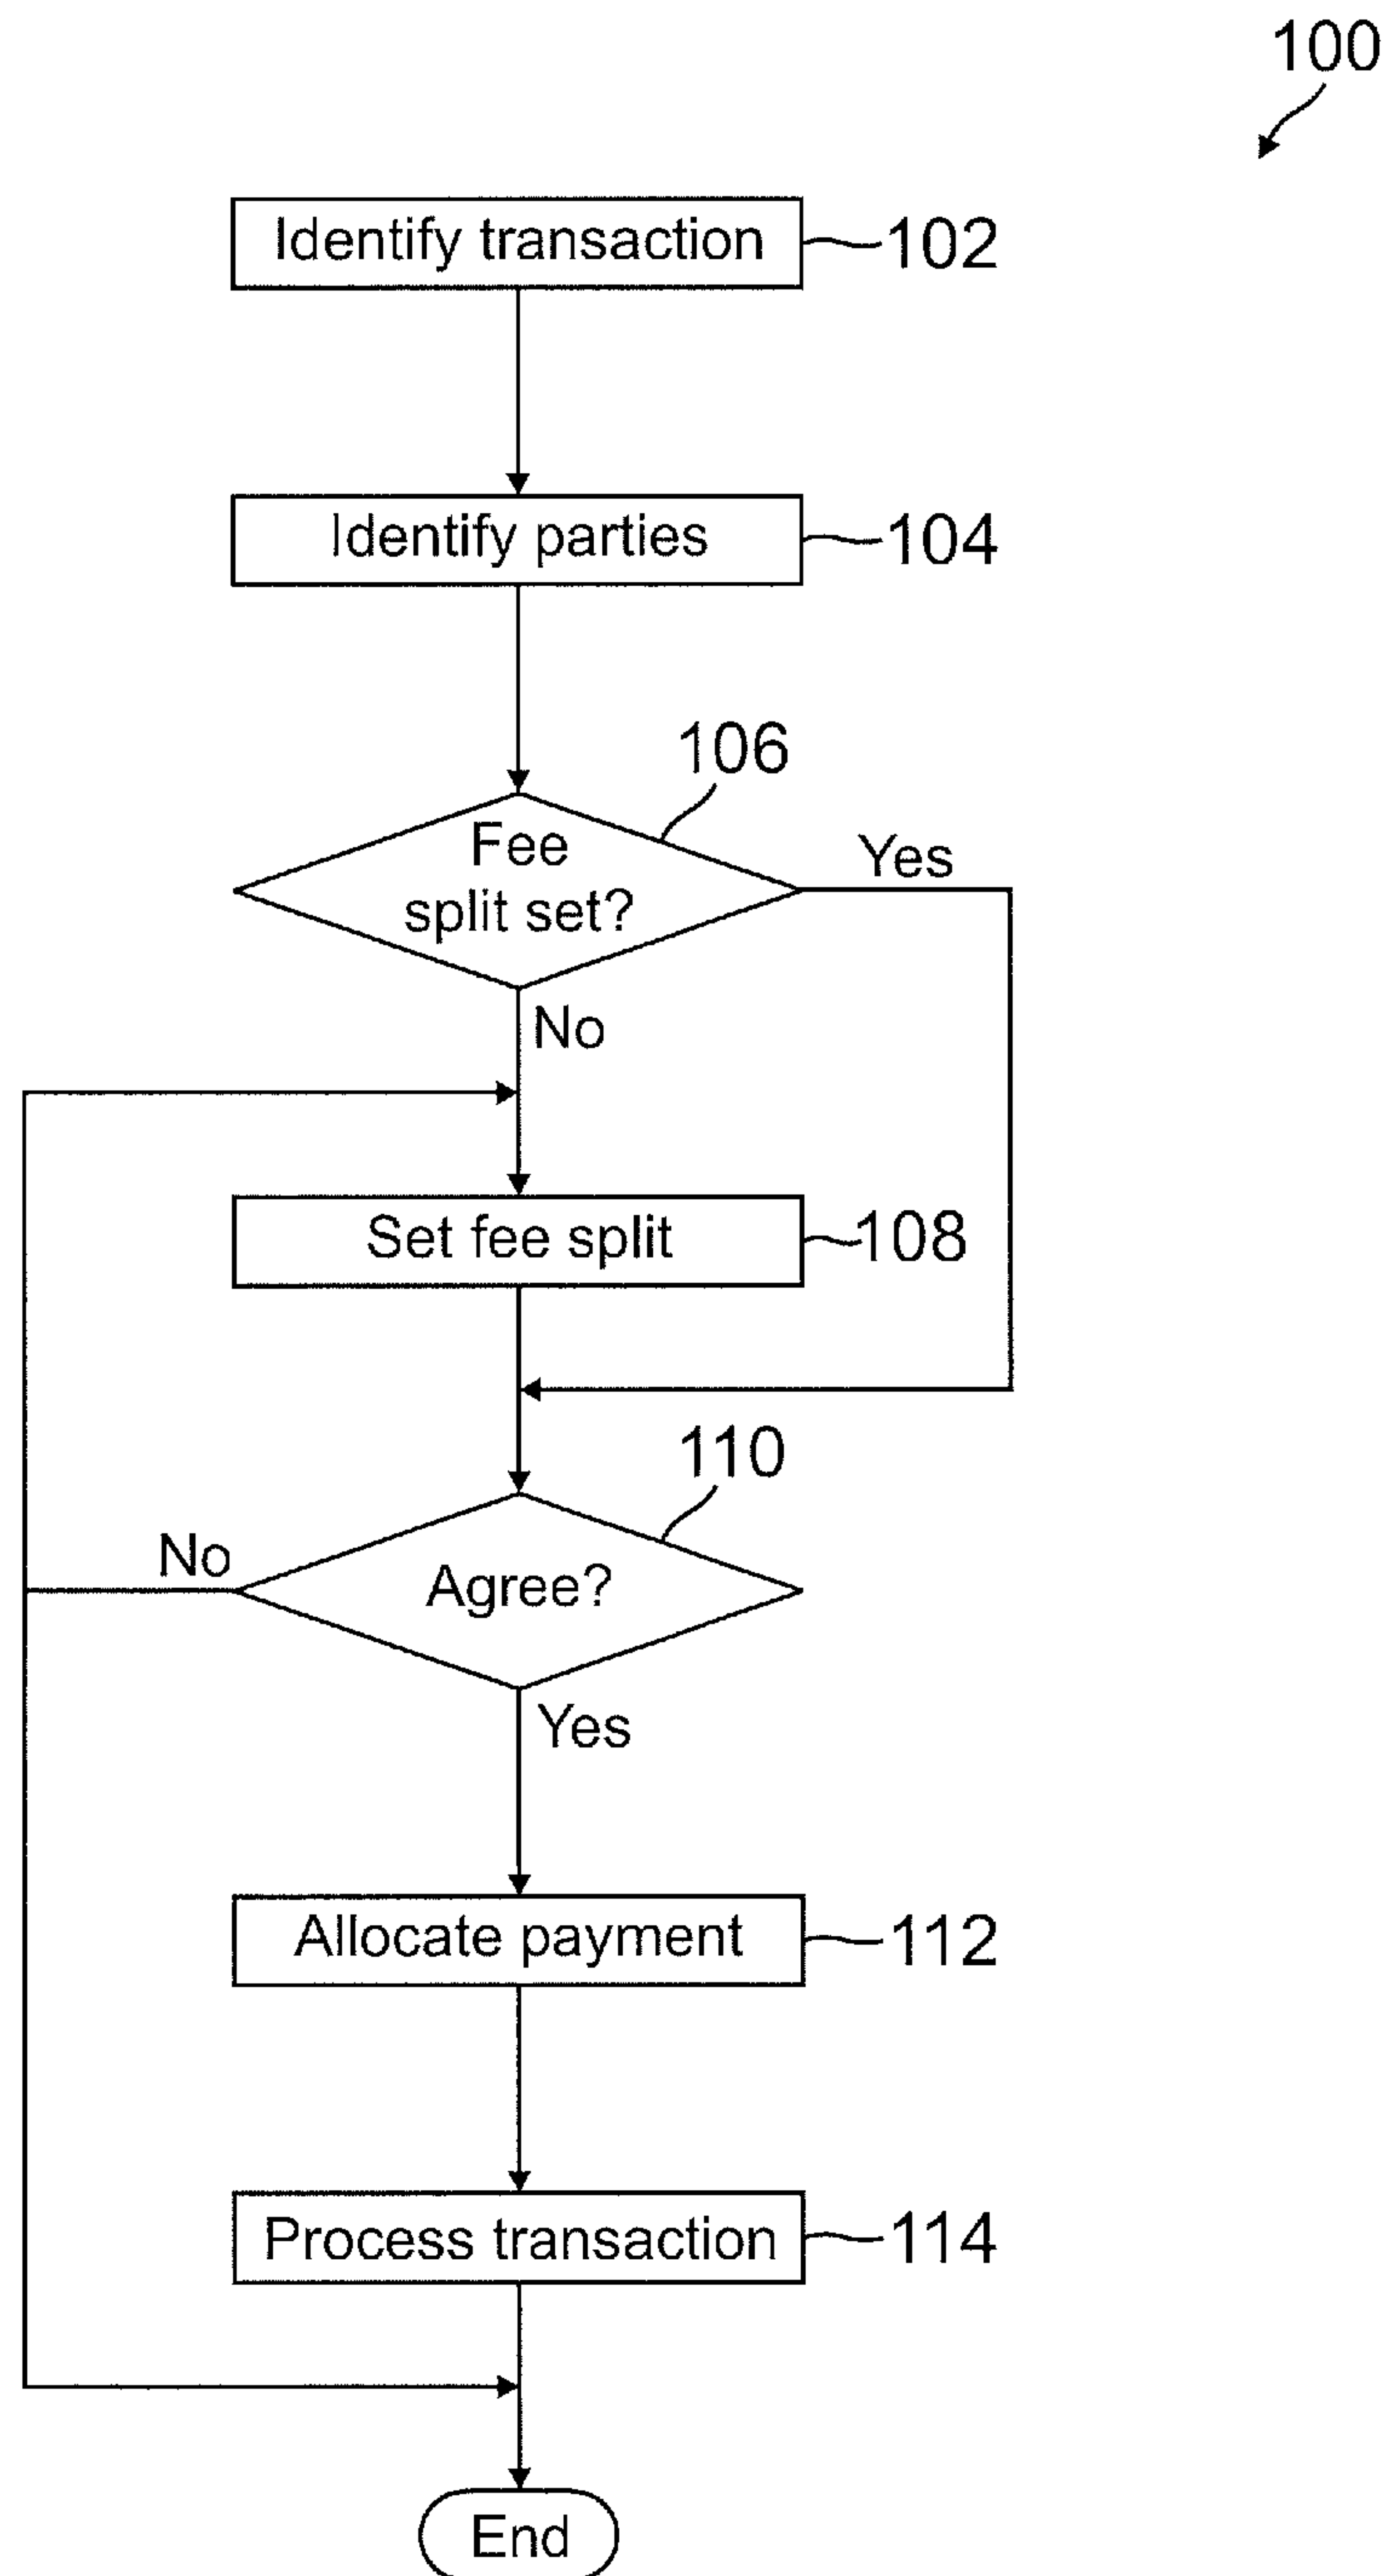 100
Identify transaction
102
Identify parties
104
106
Fee
split set?
Yes
No
Set fee split
108
110
Agree?
No
Yes
Allocate payment
112
Process transaction
114
End